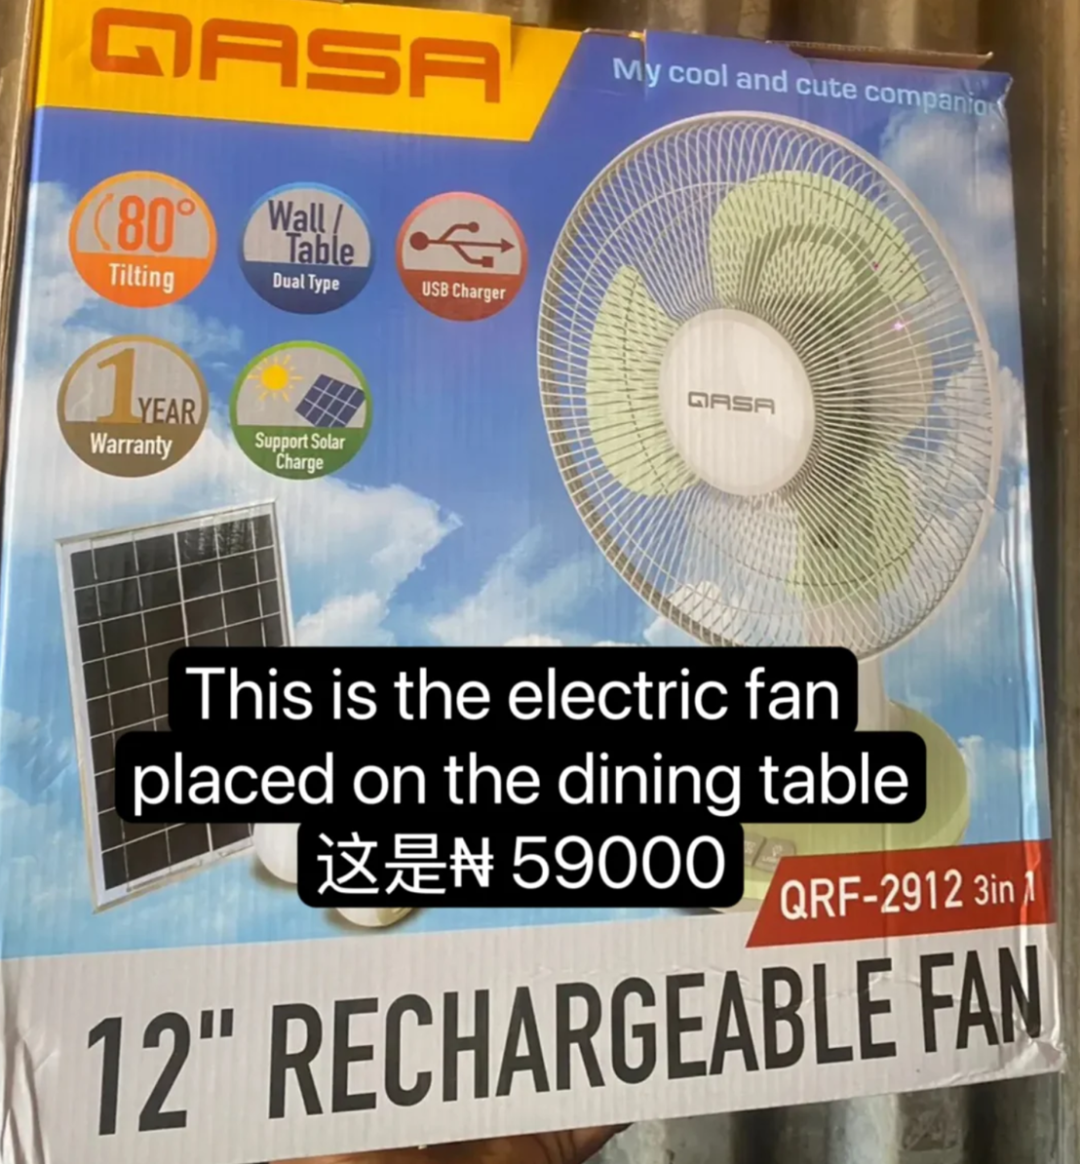 QASA
My cool and cute companion
80°
Tilting
Wall /
Table
Dual Type
USB Charger
1 YEAR
Warranty
Support Solar
Charge
QASA
This is the electric fan
placed on the dining table
这是₦ 59000
QRF-2912 3in 1
12" RECHARGEABLE FAN